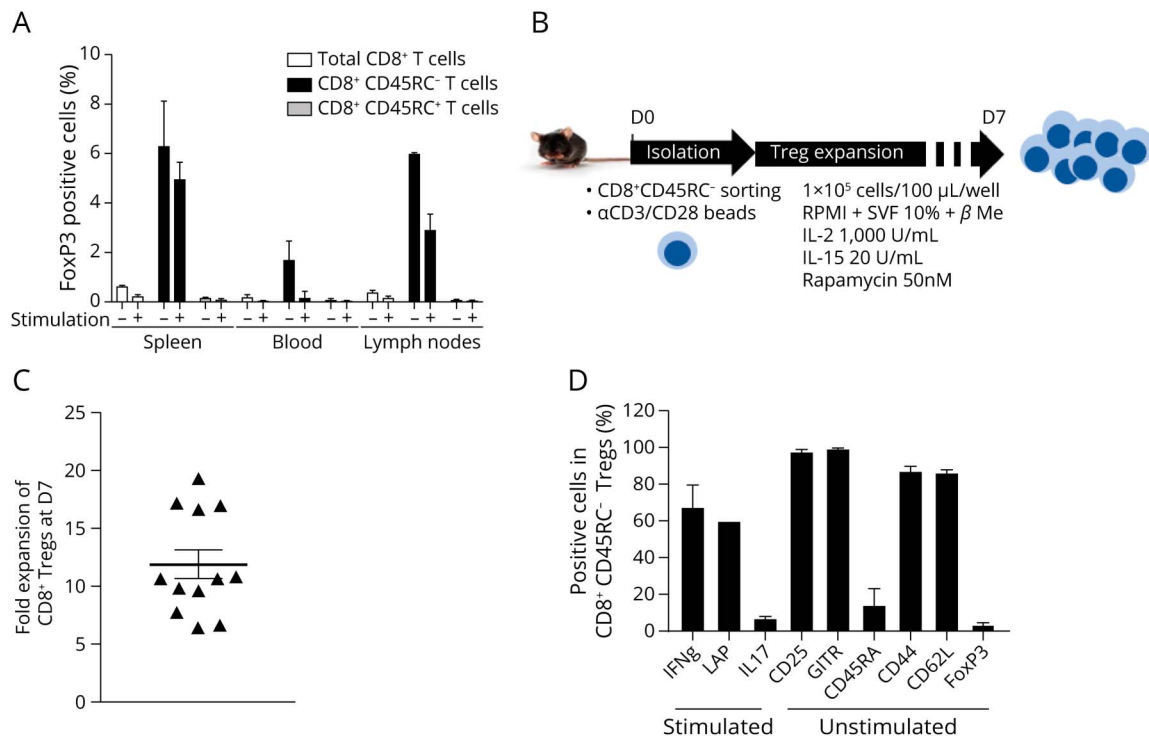 A
FoxP3 positive cells (%)
10
8
6
4
2
0
Total CD8⁺ T cells
CD8⁺ CD45RC⁻ T cells
CD8⁺ CD45RC⁺ T cells
Stimulation − + − + − + − + − + − + − + − + − +
Spleen Blood Lymph nodes
B
D0 D7
Isolation Treg expansion
• CD8⁺CD45RC⁻ sorting
• αCD3/CD28 beads
1×10⁵ cells/100 µL/well
RPMI + SVF 10% + β Me
IL-2 1,000 U/mL
IL-15 20 U/mL
Rapamycin 50nM
C
Fold expansion of
CD8⁺ Tregs at D7
25
20
15
10
5
0
D
Positive cells in
CD8⁺ CD45RC⁻ Tregs (%)
120
100
80
60
40
20
0
IFNg LAP IL17 CD25 GITR CD45RA CD44 CD62L FoxP3
Stimulated Unstimulated